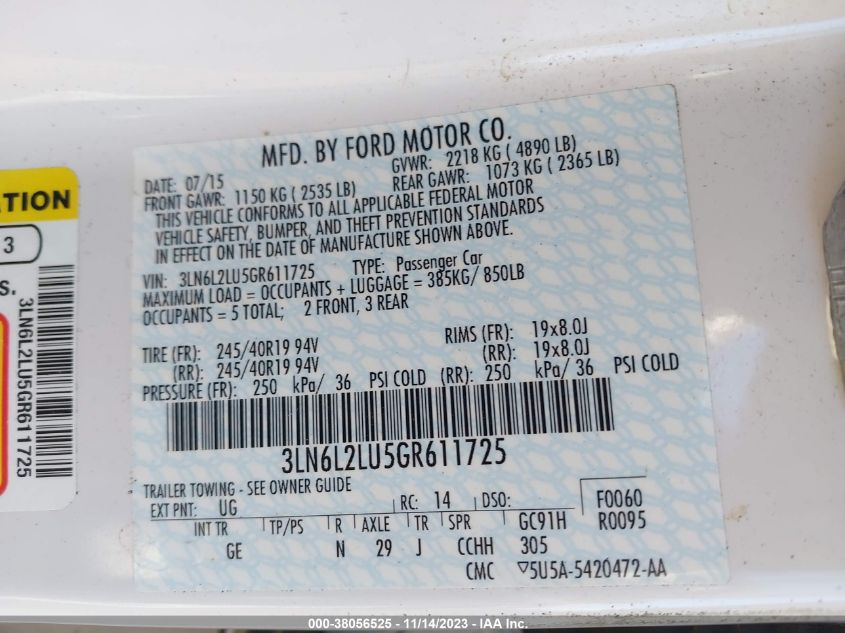 MFD. BY FORD MOTOR CO.
DATE: 07/15 GVWR: 2218 KG ( 4890 LB)
FRONT GAWR: 1150 KG ( 2535 LB) REAR GAWR: 1073 KG ( 2365 LB)
THIS VEHICLE CONFORMS TO ALL APPLICABLE FEDERAL MOTOR
VEHICLE SAFETY, BUMPER, AND THEFT PREVENTION STANDARDS
IN EFFECT ON THE DATE OF MANUFACTURE SHOWN ABOVE.
VIN: 3LN6L2LU5GR611725 TYPE: Passenger Car
MAXIMUM LOAD = OCCUPANTS + LUGGAGE = 385KG/ 850LB
OCCUPANTS = 5 TOTAL; 2 FRONT, 3 REAR
TIRE (FR): 245/40R19 94V RIMS (FR): 19x8.0J
(RR): 245/40R19 94V (RR): 19x8.0J
PRESSURE (FR): 250 kPa/ 36 PSI COLD (RR): 250 kPa/ 36 PSI COLD
3LN6L2LU5GR611725
TRAILER TOWING - SEE OWNER GUIDE
EXT PNT: UG RC: 14 DSO: F0060
INT TR TP/PS R AXLE TR SPR GC91H R0095
GE N 29 J CCHH 305
CMC ▽5U5A-5420472-AA
ATION
3
S.
3LN6L2LU5GR611725
000-38056525 - 11/14/2023 - IAA Inc.